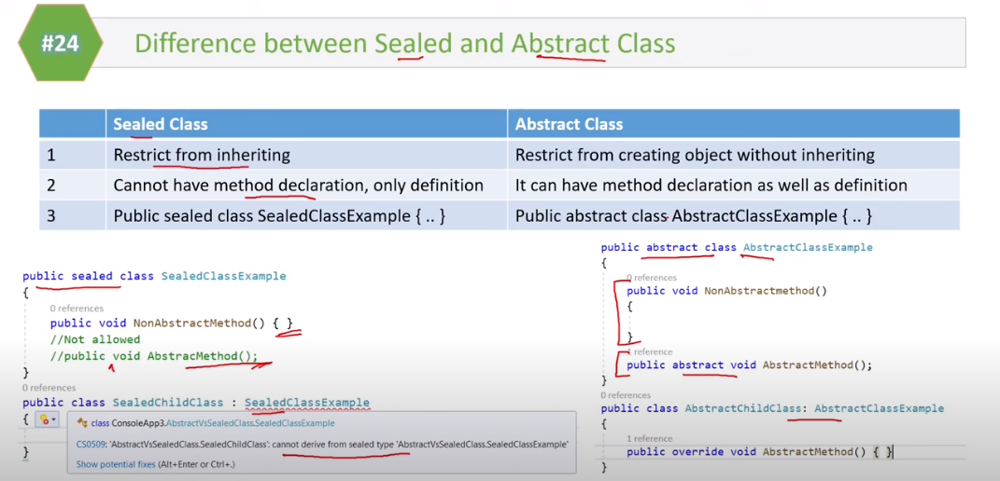 #24
Difference between Sealed and Abstract Class
Sealed Class Abstract Class
1 Restrict from inheriting Restrict from creating object without inheriting
2 Cannot have method declaration, only definition It can have method declaration as well as definition
3 Public sealed class SealedClassExample { .. } Public abstract class AbstractClassExample { .. }
public sealed class SealedClassExample
{
0 references
public void NonAbstractMethod() { }
//Not allowed
//public void AbstracMethod();
}
0 references
public class SealedChildClass : SealedClassExample
{
class ConsoleApp3.AbstractVsSealedClass.SealedClassExample
CS0509: 'AbstractVsSealedClass.SealedChildClass': cannot derive from sealed type 'AbstractVsSealedClass.SealedClassExample'
Show potential fixes (Alt+Enter or Ctrl+.)
}
public abstract class AbstractClassExample
{
0 references
public void NonAbstractmethod()
{
}
1 reference
public abstract void AbstractMethod();
}
0 references
public class AbstractChildClass: AbstractClassExample
{
1 reference
public override void AbstractMethod() { }
}